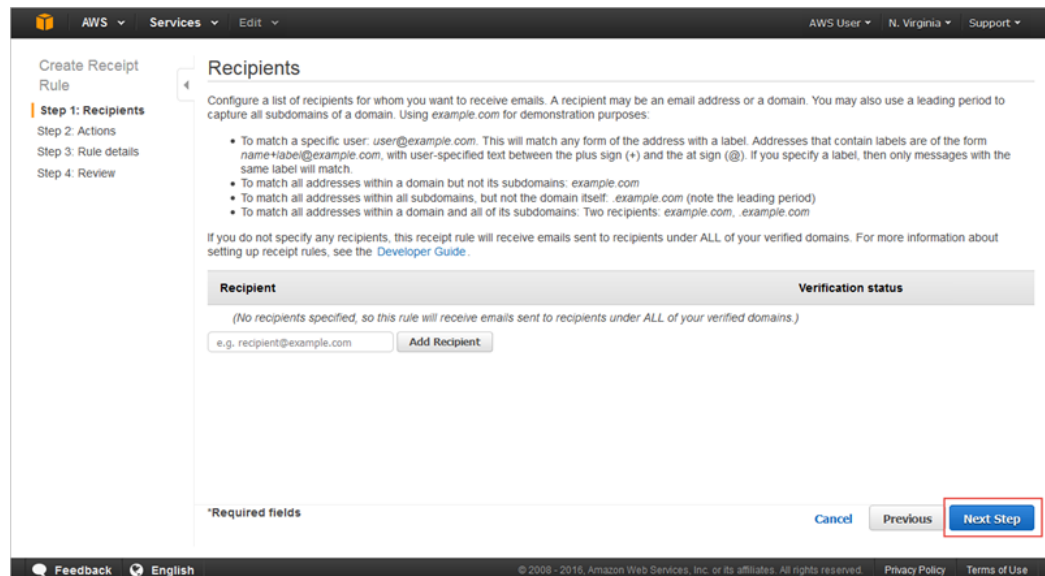 AWS Services Edit AWS User N. Virginia Support
Create Receipt
Rule
Step 1: Recipients
Step 2: Actions
Step 3: Rule details
Step 4: Review
Recipients
Configure a list of recipients for whom you want to receive emails. A recipient may be an email address or a domain. You may also use a leading period to
capture all subdomains of a domain. Using example.com for demonstration purposes:
• To match a specific user: user@example.com. This will match any form of the address with a label. Addresses that contain labels are of the form
name+label@example.com, with user-specified text between the plus sign (+) and the at sign (@). If you specify a label, then only messages with the
same label will match.
• To match all addresses within a domain but not its subdomains: example.com
• To match all addresses within all subdomains, but not the domain itself: .example.com (note the leading period)
• To match all addresses within a domain and all of its subdomains: Two recipients: example.com, .example.com
If you do not specify any recipients, this receipt rule will receive emails sent to recipients under ALL of your verified domains. For more information about
setting up receipt rules, see the Developer Guide.
Recipient Verification status
(No recipients specified, so this rule will receive emails sent to recipients under ALL of your verified domains.)
e.g. recipient@example.com Add Recipient
*Required fields Cancel Previous Next Step
Feedback English © 2008 - 2016, Amazon Web Services, Inc. or its affiliates. All rights reserved. Privacy Policy Terms of Use